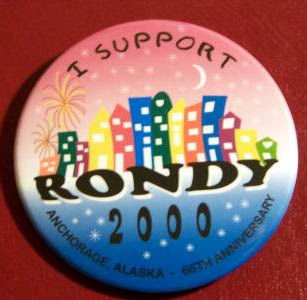 I SUPPORT
RONDY
2000
ANCHORAGE, ALASKA - 65TH ANNIVERSARY